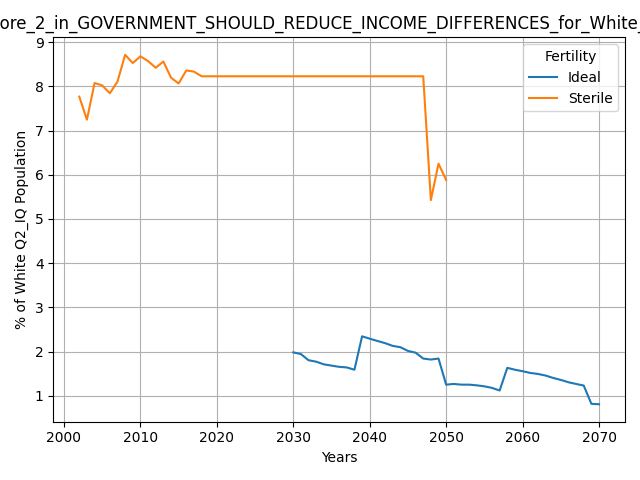 ore_2_in_GOVERNMENT_SHOULD_REDUCE_INCOME_DIFFERENCES_for_White_
9
8
7
6
5
4
3
2
1
% of White Q2_IQ Population
Fertility
Ideal
Sterile
2000 2010 2020 2030 2040 2050 2060 2070
Years